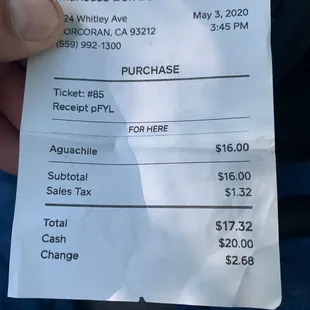 24 Whitley Ave May 3, 2020
CORCORAN, CA 93212 3:45 PM
(559) 992-1300
PURCHASE
Ticket: #85
Receipt pFYL
FOR HERE
Aguachile $16.00
Subtotal $16.00
Sales Tax $1.32
Total $17.32
Cash $20.00
Change $2.68